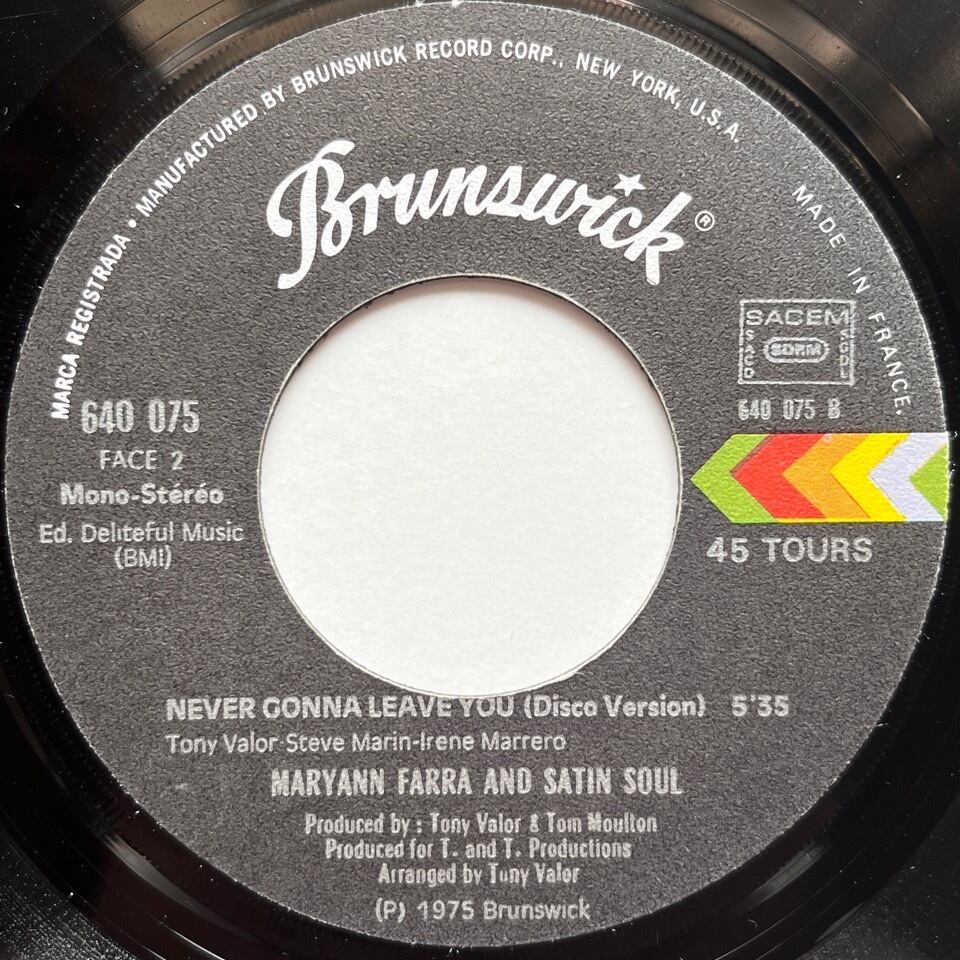 MARCA REGISTRADA • MANUFACTURED BY BRUNSWICK RECORD CORP., NEW YORK, U.S.A.
MADE IN FRANCE.
Brunswick®
SACEM
SACD
SDRM
SGDL
640 075 B
640 075
FACE 2
Mono-Stéréo
Ed. Deliteful Music
(BMI)
45 TOURS
NEVER GONNA LEAVE YOU (Disco Version) 5'35
Tony Valor-Steve Marin-Irene Marrero
MARYANN FARRA AND SATIN SOUL
Produced by : Tony Valor & Tom Moulton
Produced for T. and T. Productions
Arranged by Tony Valor
(P) 1975 Brunswick